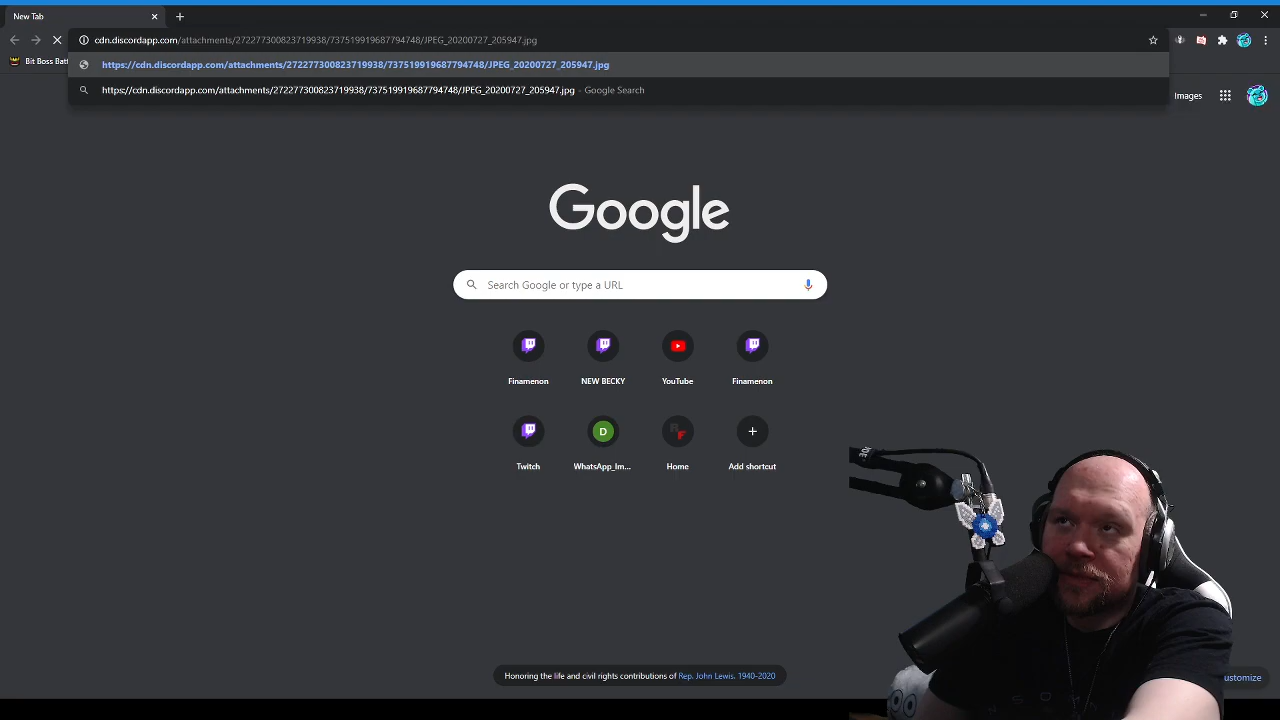 New Tab
cdn.discordapp.com/attachments/272277300823719938/737519919687794748/JPEG_20200727_205947.jpg
Bit Boss Batt
https://cdn.discordapp.com/attachments/272277300823719938/737519919687794748/JPEG_20200727_205947.jpg
https://cdn.discordapp.com/attachments/272277300823719938/737519919687794748/JPEG_20200727_205947.jpg - Google Search
Images
Google
Search Google or type a URL
Finamenon
NEW BECKY
YouTube
Finamenon
Twitch
D
WhatsApp_Im...
RF
Home
Add shortcut
Honoring the life and civil rights contributions of Rep. John Lewis. 1940-2020
ustomize